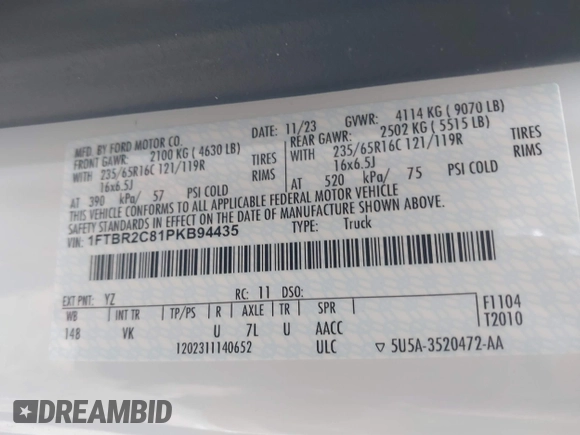 MFD. BY FORD MOTOR CO.
DATE: 11/23 GVWR: 4114 KG ( 9070 LB)
FRONT GAWR: 2100 KG ( 4630 LB) REAR GAWR: 2502 KG ( 5515 LB)
WITH 235/65R16C 121/119R TIRES WITH 235/65R16C 121/119R TIRES
16x6.5J RIMS 16x6.5J RIMS
AT 390 kPa/ 57 PSI COLD AT 520 kPa/ 75 PSI COLD
THIS VEHICLE CONFORMS TO ALL APPLICABLE FEDERAL MOTOR VEHICLE
SAFETY STANDARDS IN EFFECT ON THE DATE OF MANUFACTURE SHOWN ABOVE.
VIN: 1FTBR2C81PKB94435 TYPE: Truck
EXT PNT: YZ RC: 11 DSO: F1104
WB INT TR TP/PS R AXLE TR SPR T2010
148 VK U 7L U AACC
1202311140652 ULC ▽ 5U5A-3520472-AA
DREAMBID